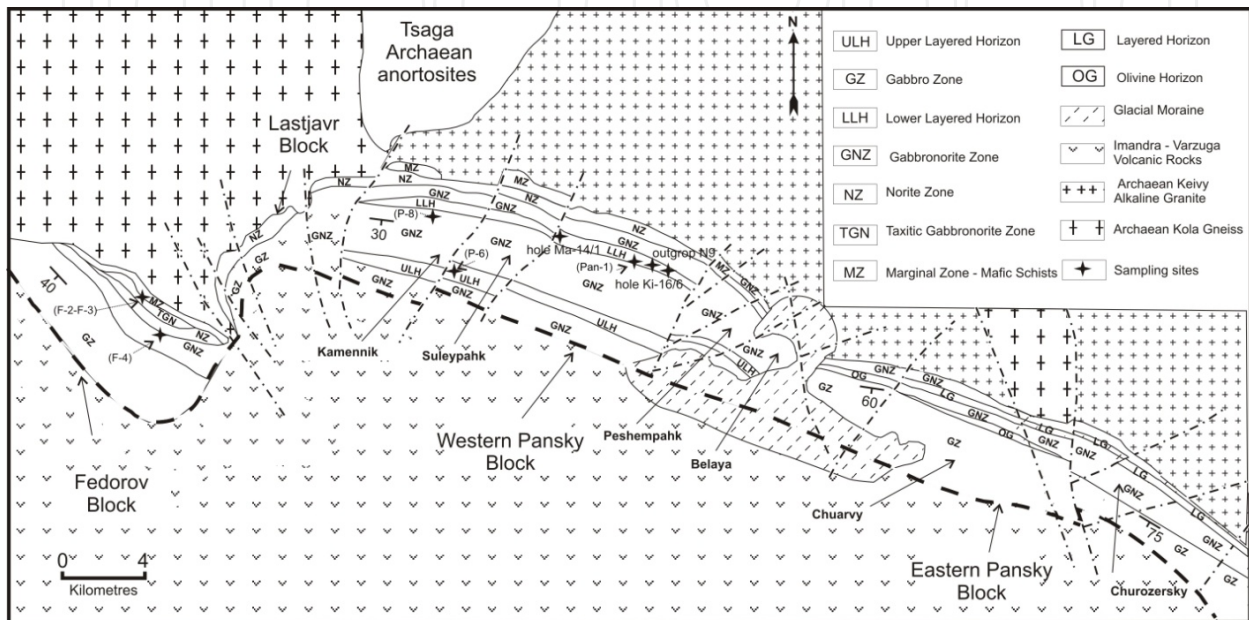 Tsaga
Archaean
anortosites
N
Lastjavr
Block
ULH Upper Layered Horizon
GZ Gabbro Zone
LLH Lower Layered Horizon
GNZ Gabbronorite Zone
NZ Norite Zone
TGN Taxitic Gabbronorite Zone
MZ Marginal Zone - Mafic Schists
LG Layered Horizon
OG Olivine Horizon
Glacial Moraine
Imandra - Varzuga
Volcanic Rocks
Archaean Keivy
Alkaline Granite
Archaean Kola Gneiss
Sampling sites
MZ
NZ
NZ
MZ
NZ
GNZ
LLH
GNZ
(P-8)
30
GNZ
GNZ
NZ
GZ
GZ
hole Ma-14/1
GNZ
NZ
GNZ
LLH
outgrop N9
(Pan-1)
hole Ki-16/6
MZ
(P-6)
GNZ
GNZ
ULH
ULH
GNZ
GNZ
GNZ
ULH
GNZ
GNZ
GNZ
ULH
40
(F-2-F-3)
MZ
TGN
NZ
GZ
GNZ
(F-4)
Kamennik
Suleypahk
Western Pansky
Block
Peshempahk
Belaya
Fedorov
Block
GZ
OG
GNZ
GNZ
60
LG
LG
GNZ
OG
GNZ
GNZ
LG
LG
GZ
GNZ
LG
GNZ
75
GZ
GZ
Chuarvy
Eastern Pansky
Block
Churozersky
0 4
Kilometres